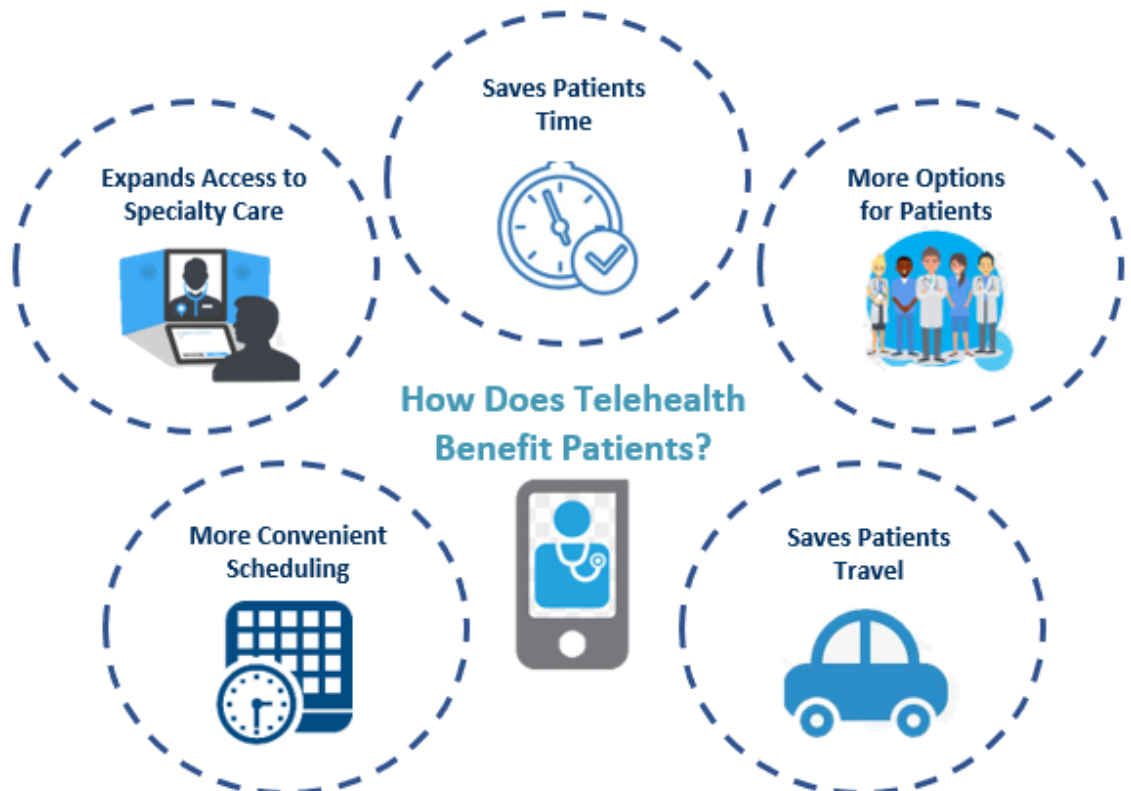 Saves Patients
Time
Expands Access to
Specialty Care
More Options
for Patients
How Does Telehealth
Benefit Patients?
More Convenient
Scheduling
Saves Patients
Travel